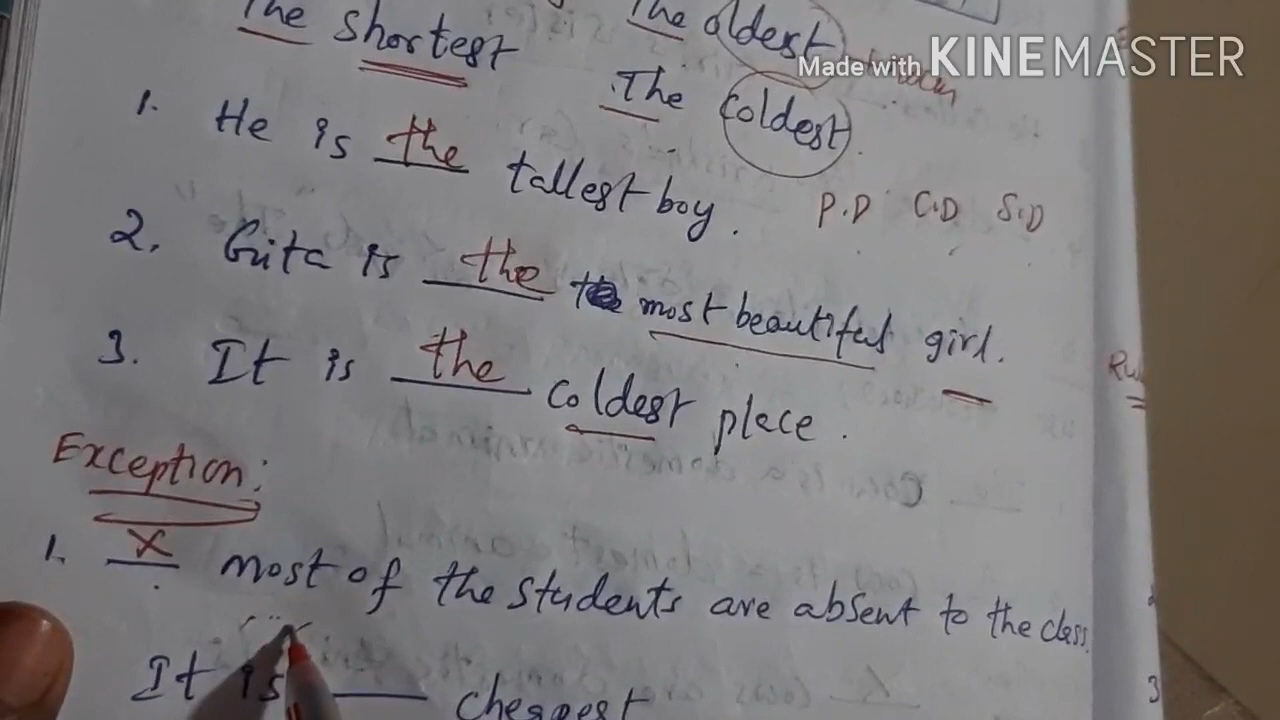 The shortest
The oldest
Made with KINEMASTER
The coldest.
1. He is the tallest boy.
P.D C.D S.D
2. Gita is the most beautiful girl.
3. It is the coldest place.
Exception:
1. X most of the students are absent to the class.
It is ___ cheapest
3